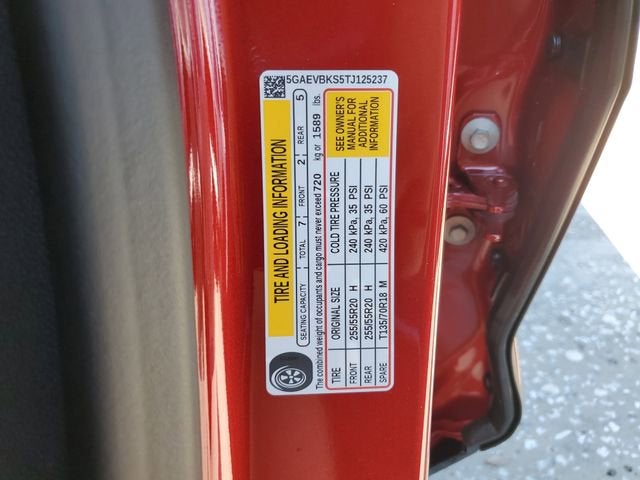 5GAEVBKS5TJ125237
TIRE AND LOADING INFORMATION
SEATING CAPACITY TOTAL 7 FRONT 2 REAR 5
The combined weight of occupants and cargo must never exceed 720 kg or 1589 lbs.
TIRE ORIGINAL SIZE COLD TIRE PRESSURE
FRONT 255/55R20 H 240 kPa, 35 PSI
REAR 255/55R20 H 240 kPa, 35 PSI
SPARE T135/70R18 M 420 kPa, 60 PSI
SEE OWNER'S
MANUAL FOR
ADDITIONAL
INFORMATION